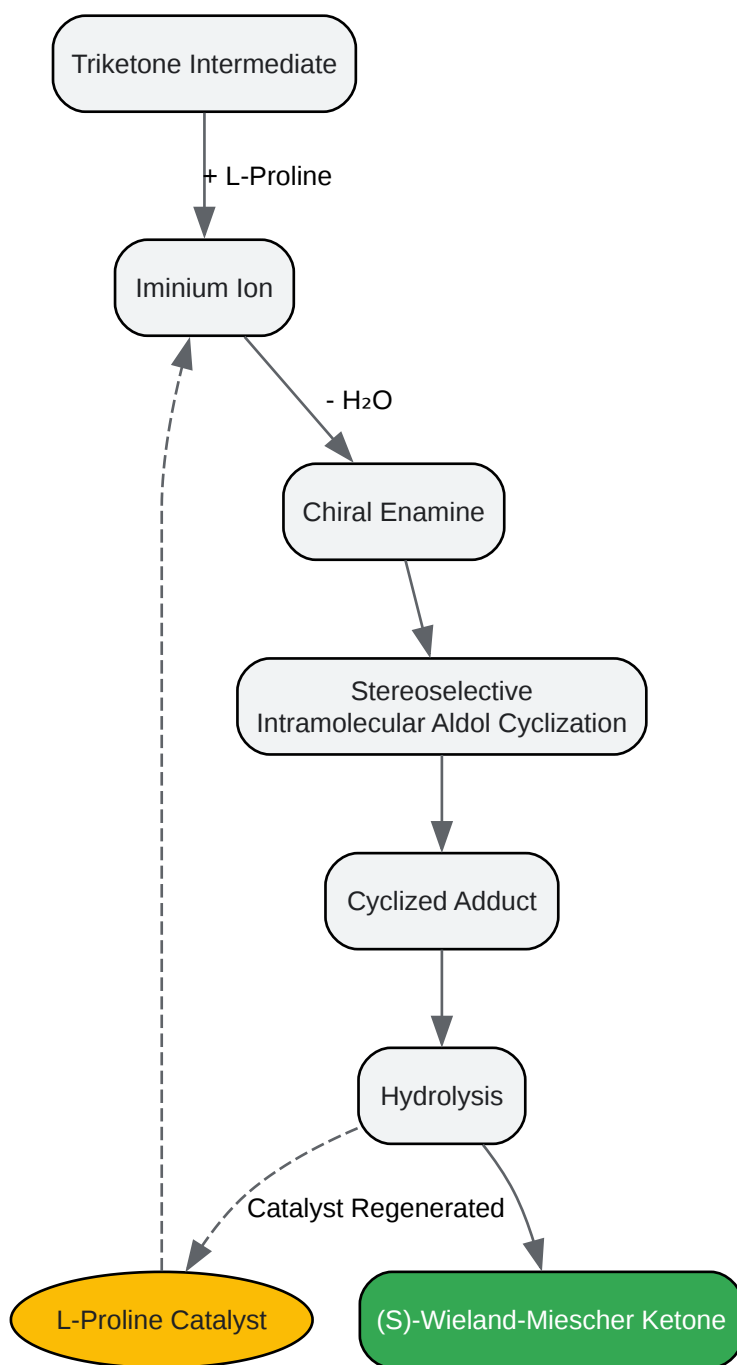 Triketone Intermediate
+ L-Proline
Iminium Ion
- H₂O
Chiral Enamine
Stereoselective
Intramolecular Aldol Cyclization
Cyclized Adduct
Hydrolysis
Catalyst Regenerated
L-Proline Catalyst
(S)-Wieland-Miescher Ketone